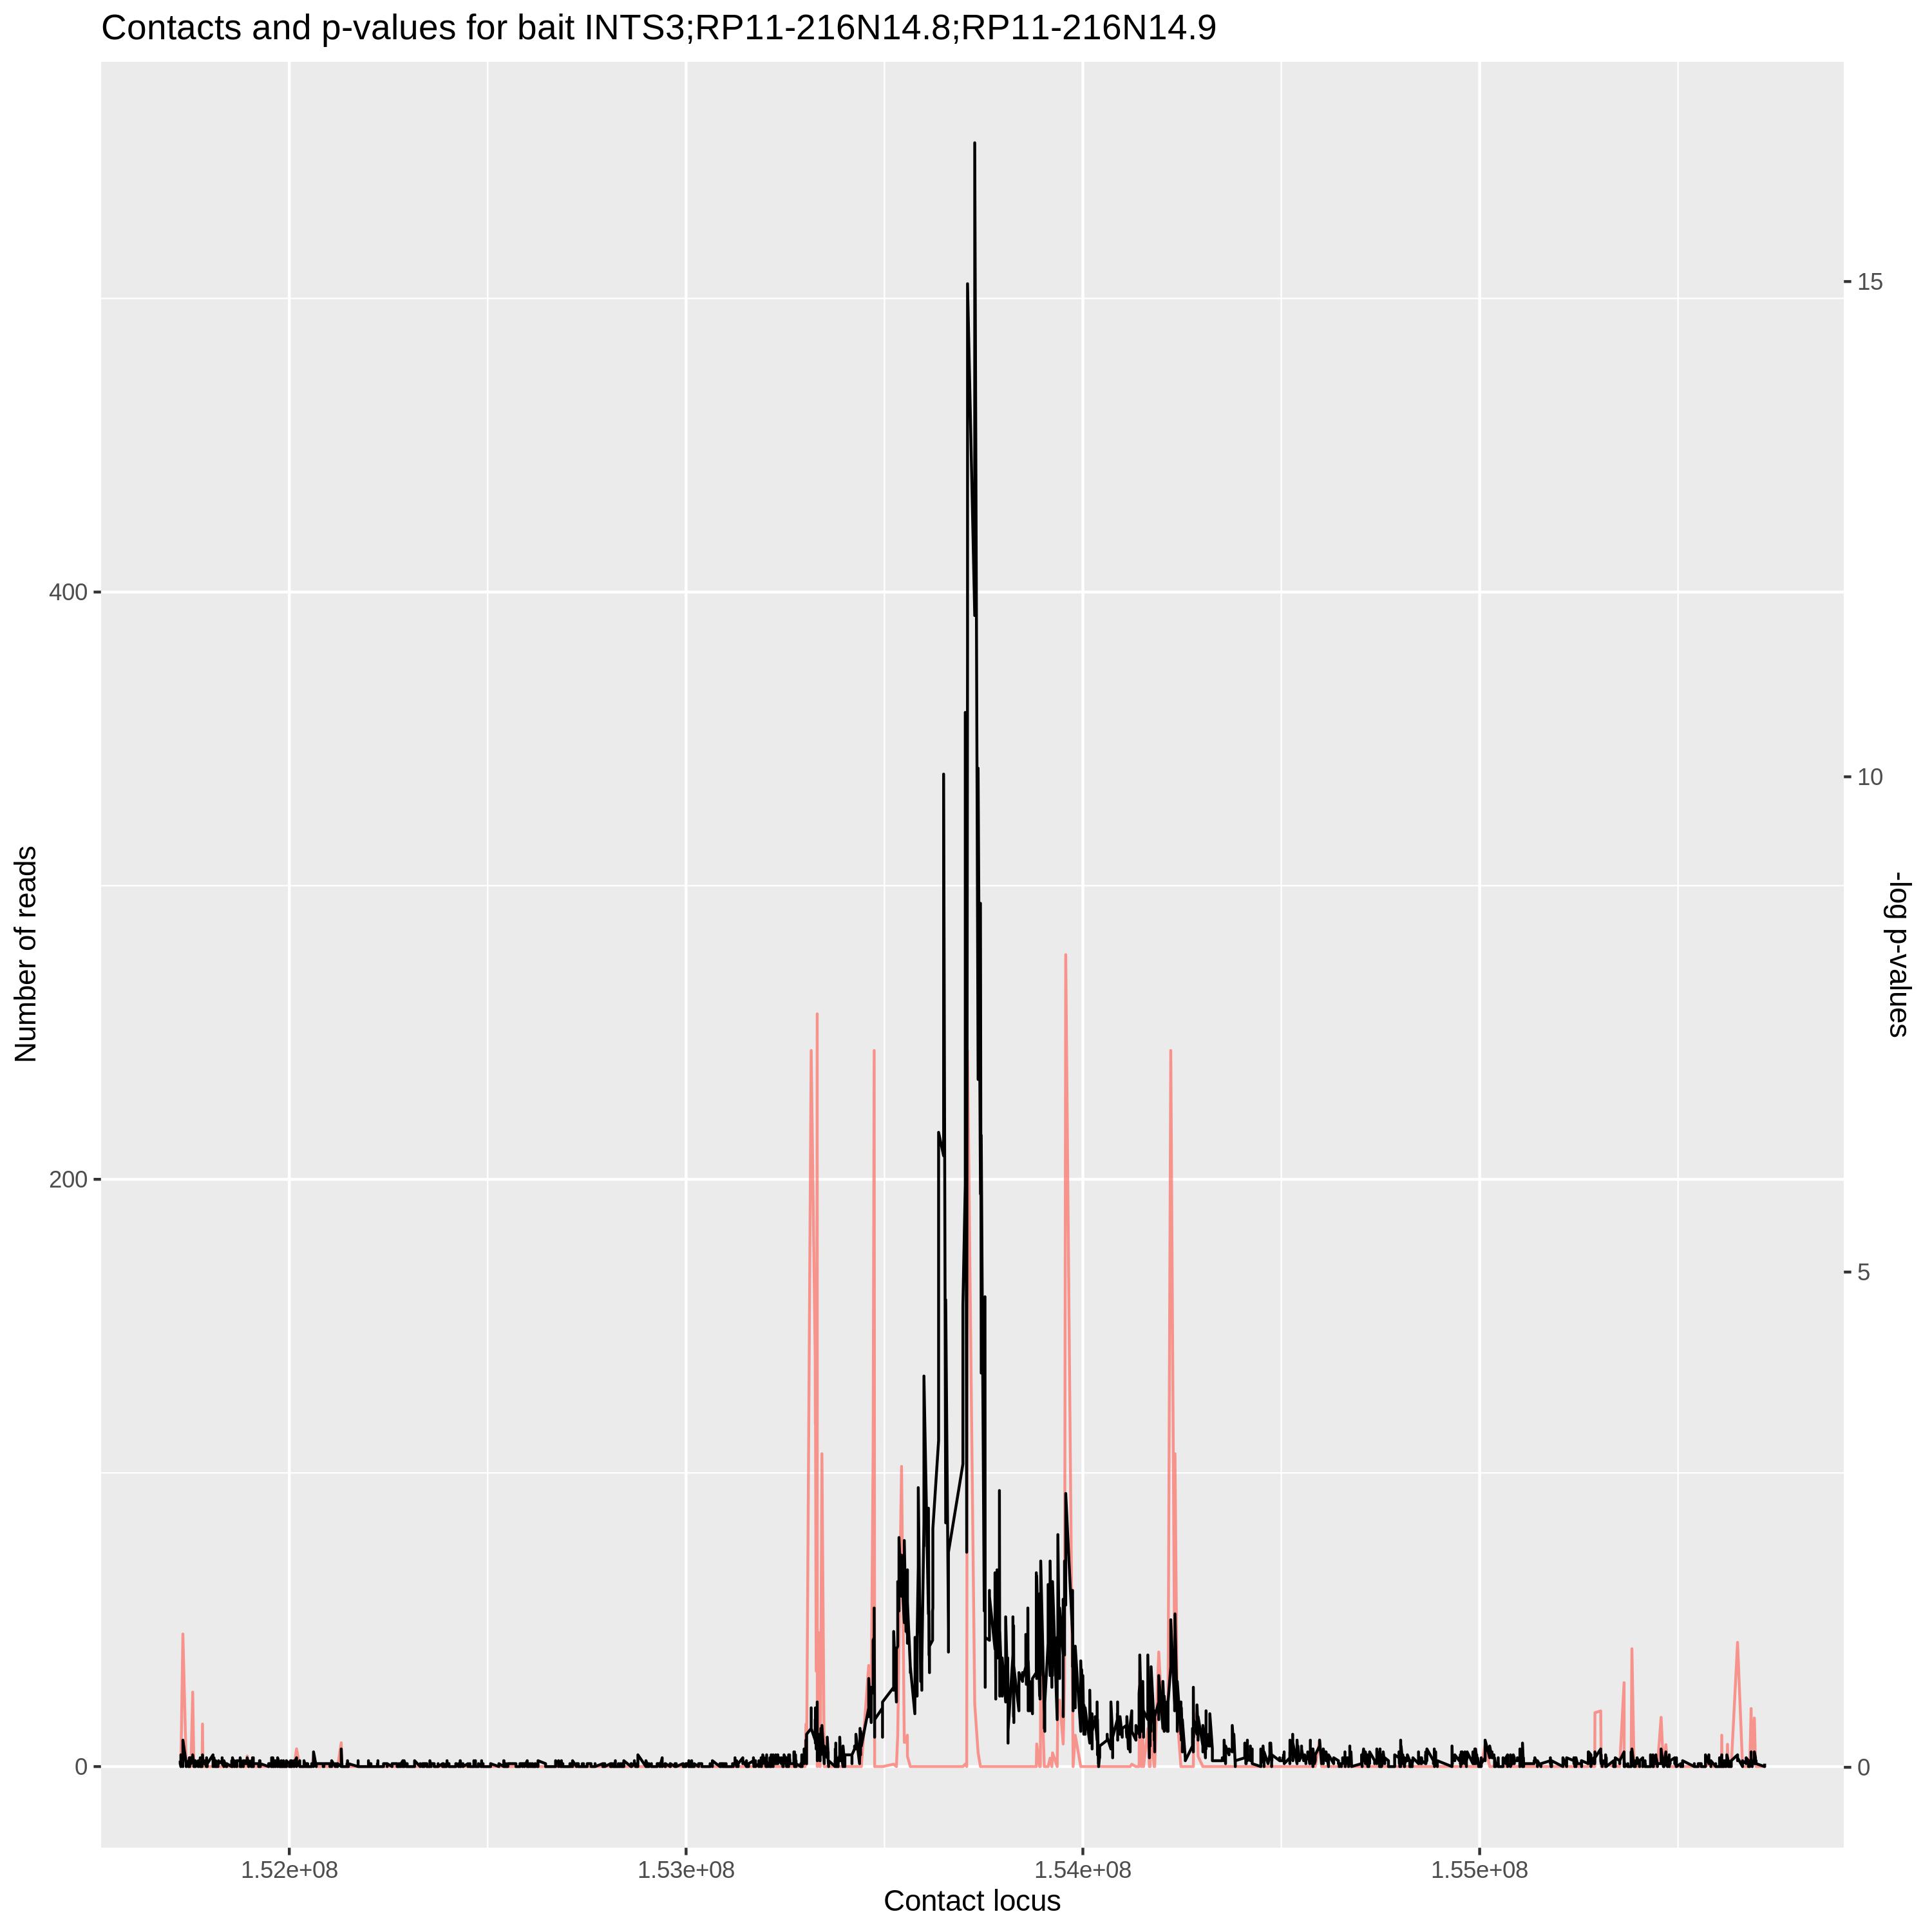 Contacts and p-values for bait INTS3;RP11-216N14.8;RP11-216N14.9
400
200
0
Number of reads
15
10
5
0
-log p-values
1.52e+08
1.53e+08
1.54e+08
1.55e+08
Contact locus